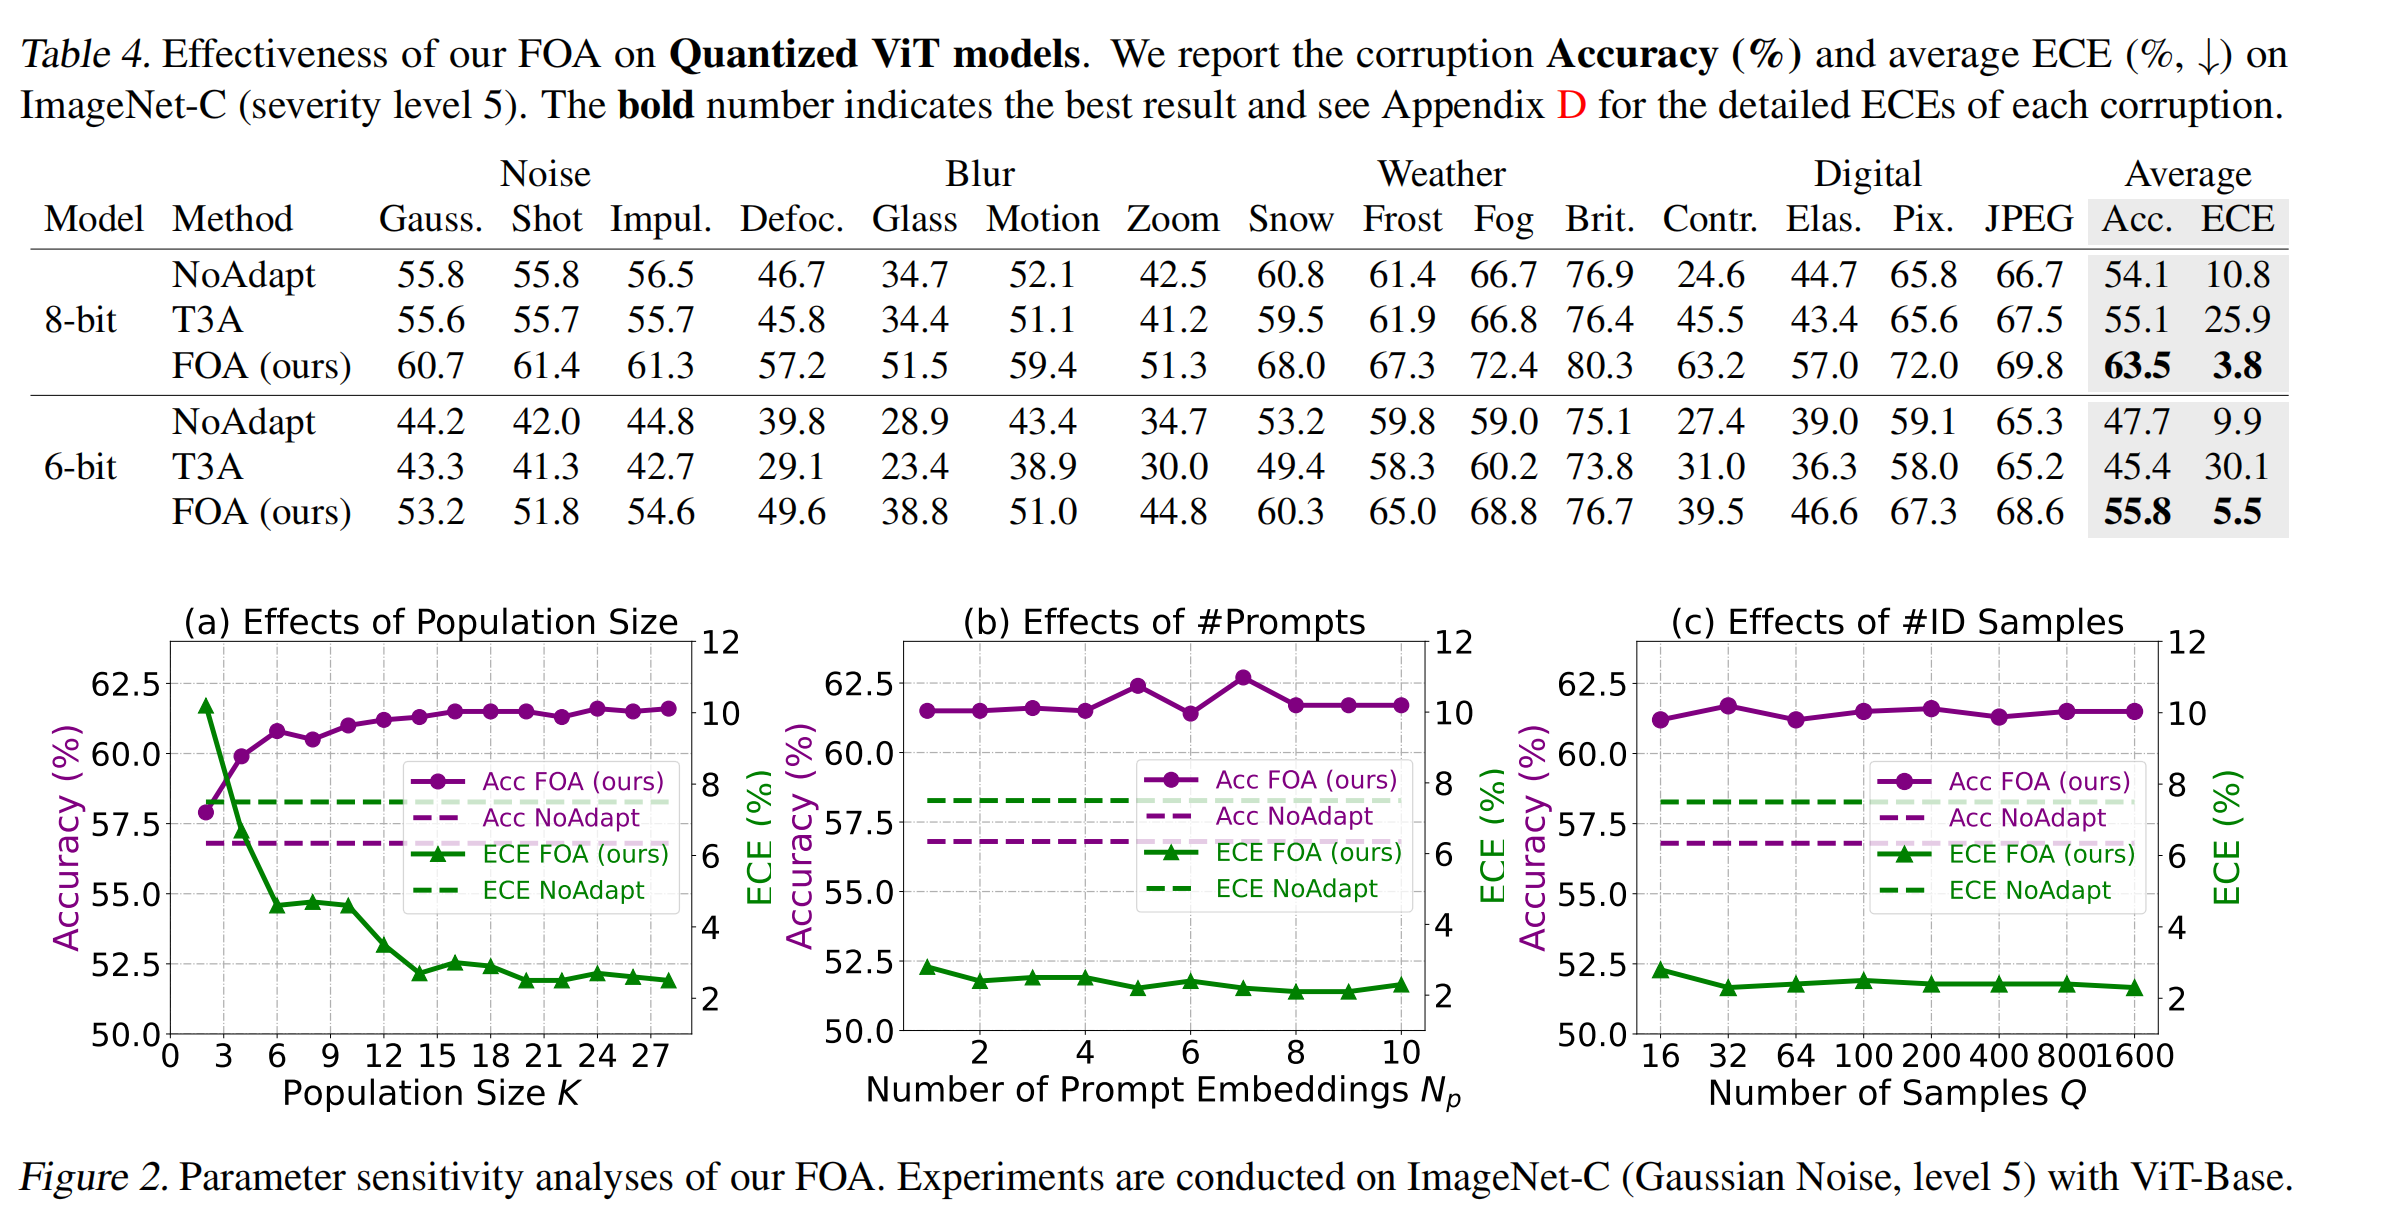 Table 4. Effectiveness of our FOA on Quantized ViT models. We report the corruption Accuracy (%) and average ECE (%, ↓) on
ImageNet-C (severity level 5). The bold number indicates the best result and see Appendix D for the detailed ECEs of each corruption.
Noise Blur Weather Digital Average
Model Method Gauss. Shot Impul. Defoc. Glass Motion Zoom Snow Frost Fog Brit. Contr. Elas. Pix. JPEG Acc. ECE
NoAdapt 55.8 55.8 56.5 46.7 34.7 52.1 42.5 60.8 61.4 66.7 76.9 24.6 44.7 65.8 66.7 54.1 10.8
8-bit T3A 55.6 55.7 55.7 45.8 34.4 51.1 41.2 59.5 61.9 66.8 76.4 45.5 43.4 65.6 67.5 55.1 25.9
FOA (ours) 60.7 61.4 61.3 57.2 51.5 59.4 51.3 68.0 67.3 72.4 80.3 63.2 57.0 72.0 69.8 63.5 3.8
NoAdapt 44.2 42.0 44.8 39.8 28.9 43.4 34.7 53.2 59.8 59.0 75.1 27.4 39.0 59.1 65.3 47.7 9.9
6-bit T3A 43.3 41.3 42.7 29.1 23.4 38.9 30.0 49.4 58.3 60.2 73.8 31.0 36.3 58.0 65.2 45.4 30.1
FOA (ours) 53.2 51.8 54.6 49.6 38.8 51.0 44.8 60.3 65.0 68.8 76.7 39.5 46.6 67.3 68.6 55.8 5.5
(a) Effects of Population Size
Accuracy (%)
62.5
60.0
57.5
55.0
52.5
50.0
12
10
8
6
4
2
ECE (%)
Acc FOA (ours)
Acc NoAdapt
ECE FOA (ours)
ECE NoAdapt
0 3 6 9 12 15 18 21 24 27
Population Size K
(b) Effects of #Prompts
Accuracy (%)
62.5
60.0
57.5
55.0
52.5
50.0
12
10
8
6
4
2
ECE (%)
Acc FOA (ours)
Acc NoAdapt
ECE FOA (ours)
ECE NoAdapt
2 4 6 8 10
Number of Prompt Embeddings Np
(c) Effects of #ID Samples
Accuracy (%)
62.5
60.0
57.5
55.0
52.5
50.0
12
10
8
6
4
2
ECE (%)
Acc FOA (ours)
Acc NoAdapt
ECE FOA (ours)
ECE NoAdapt
16 32 64 100 200 400 800 1600
Number of Samples Q
Figure 2. Parameter sensitivity analyses of our FOA. Experiments are conducted on ImageNet-C (Gaussian Noise, level 5) with ViT-Base.